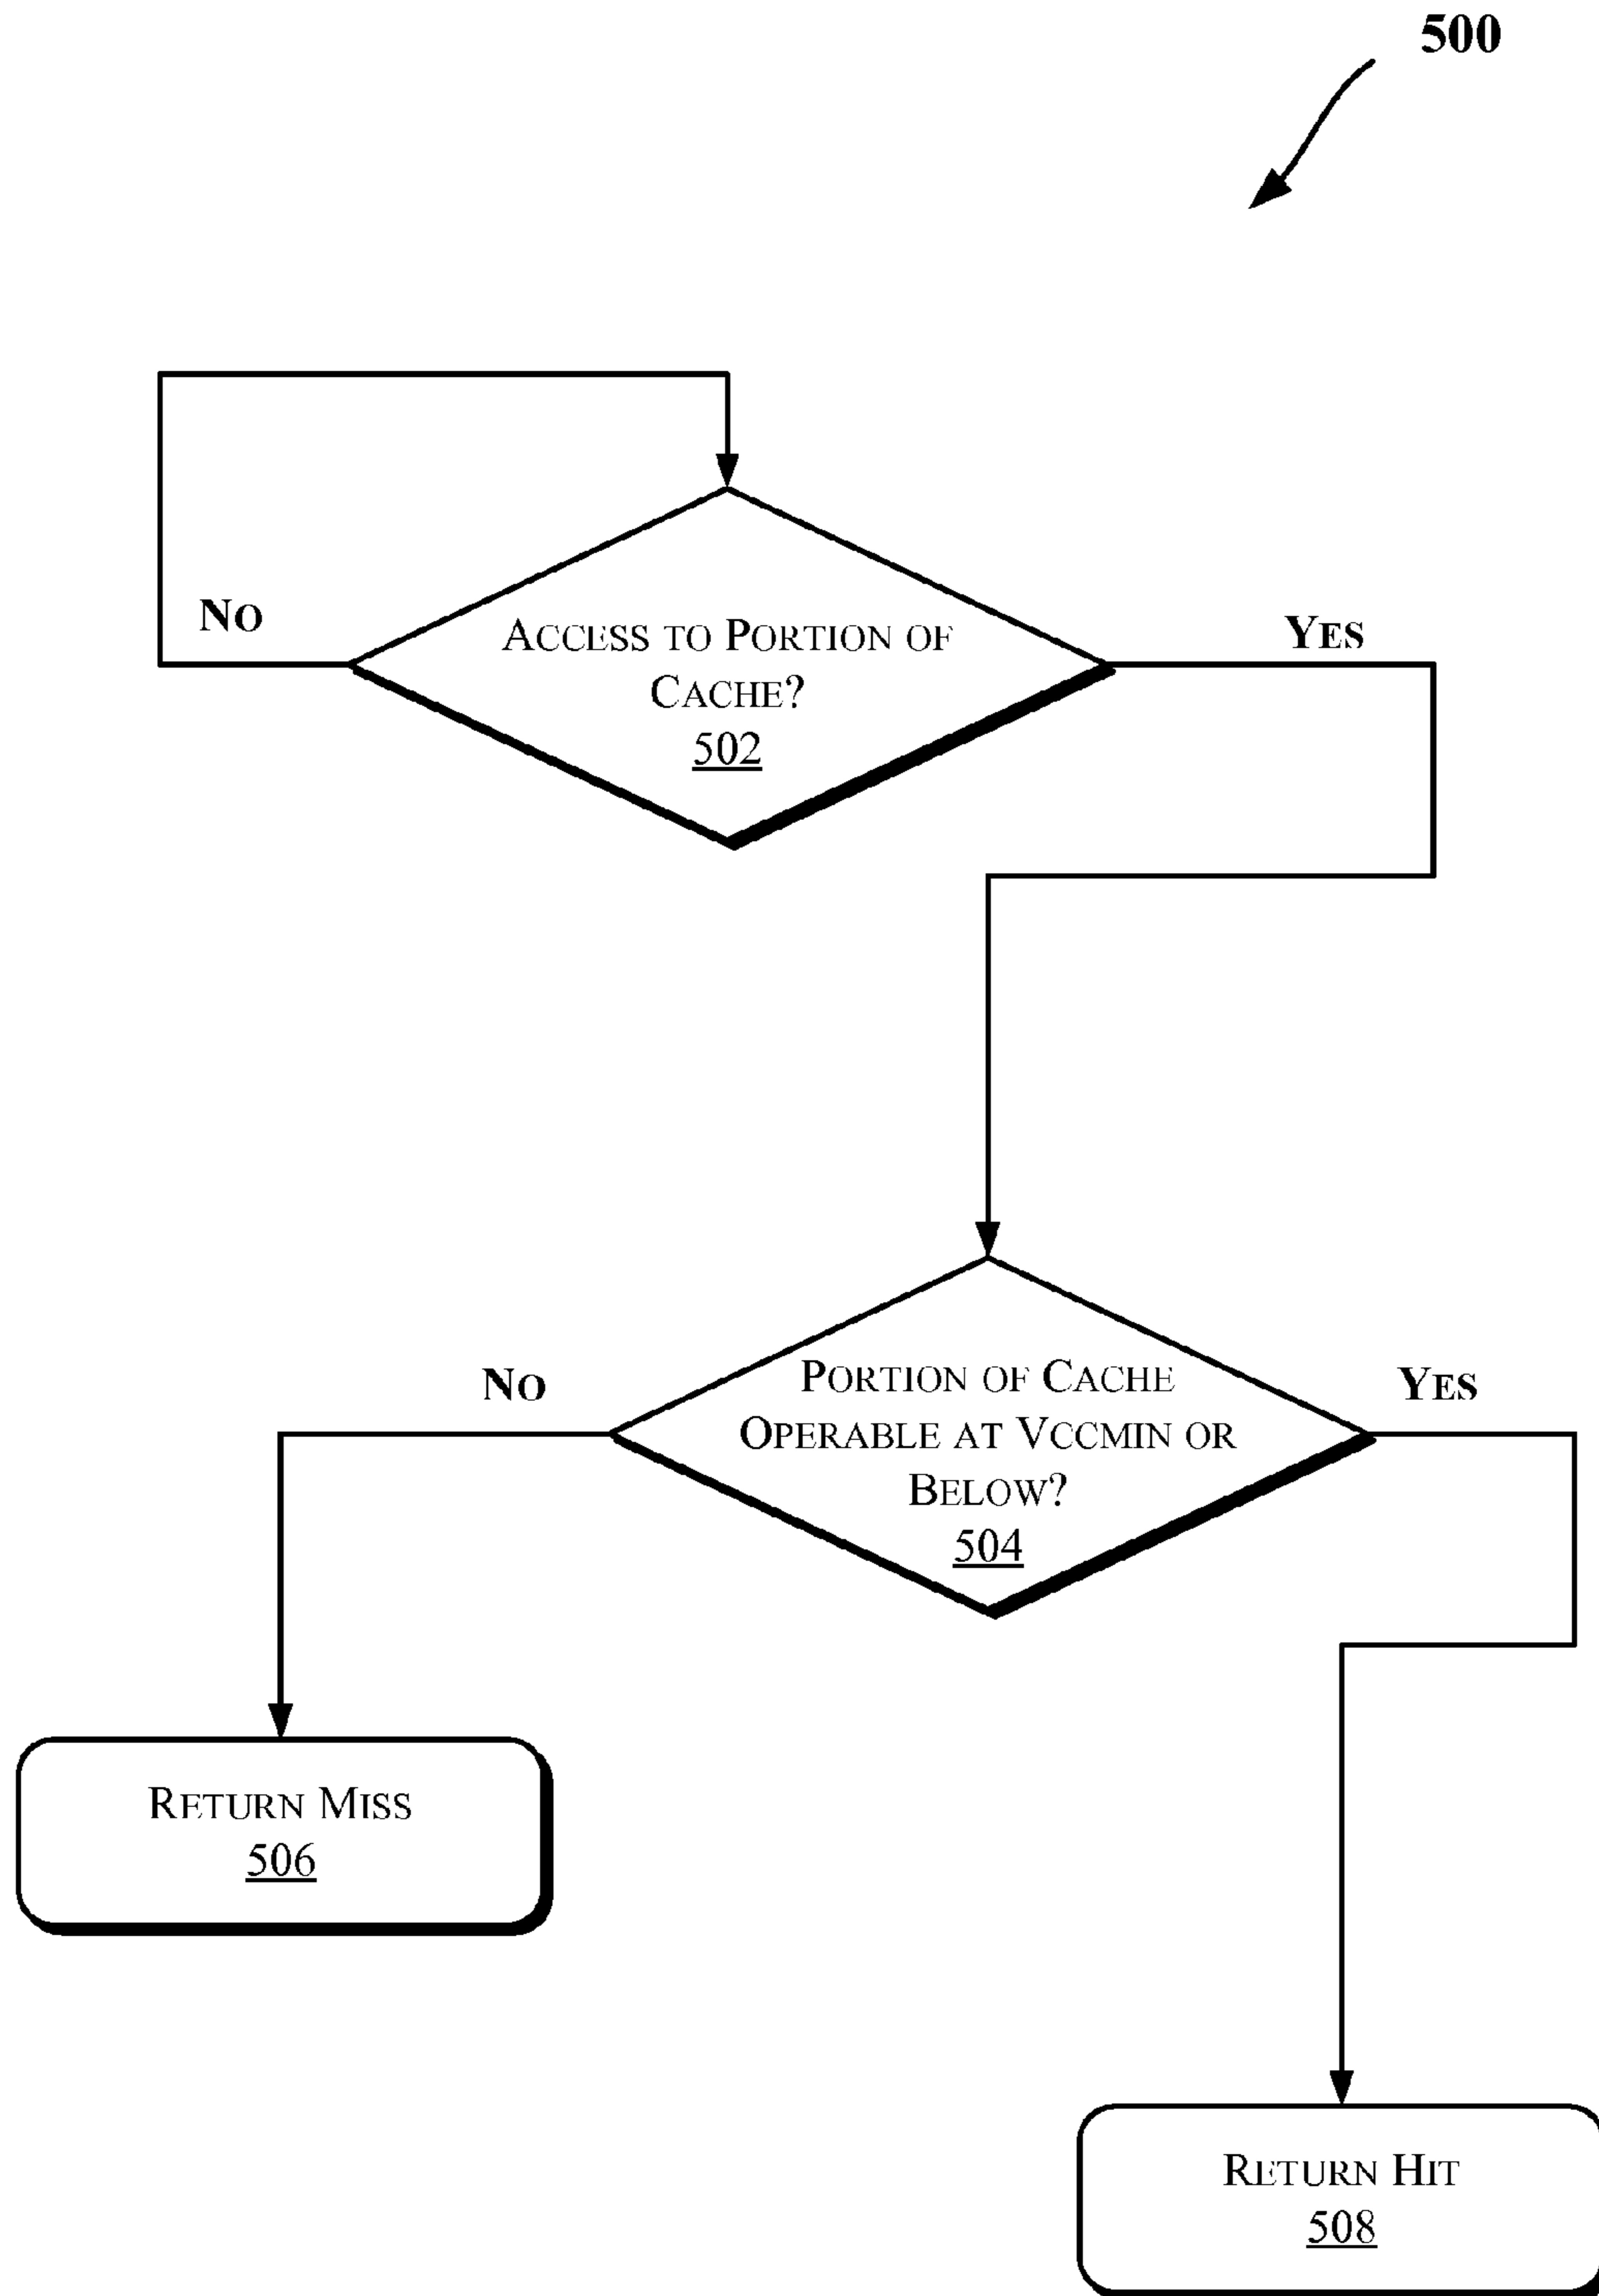 500
No
Access to Portion of
Cache?
502
Yes
No
Portion of Cache
Operable at Vccmin or
Below?
504
Yes
Return Miss
506
Return Hit
508